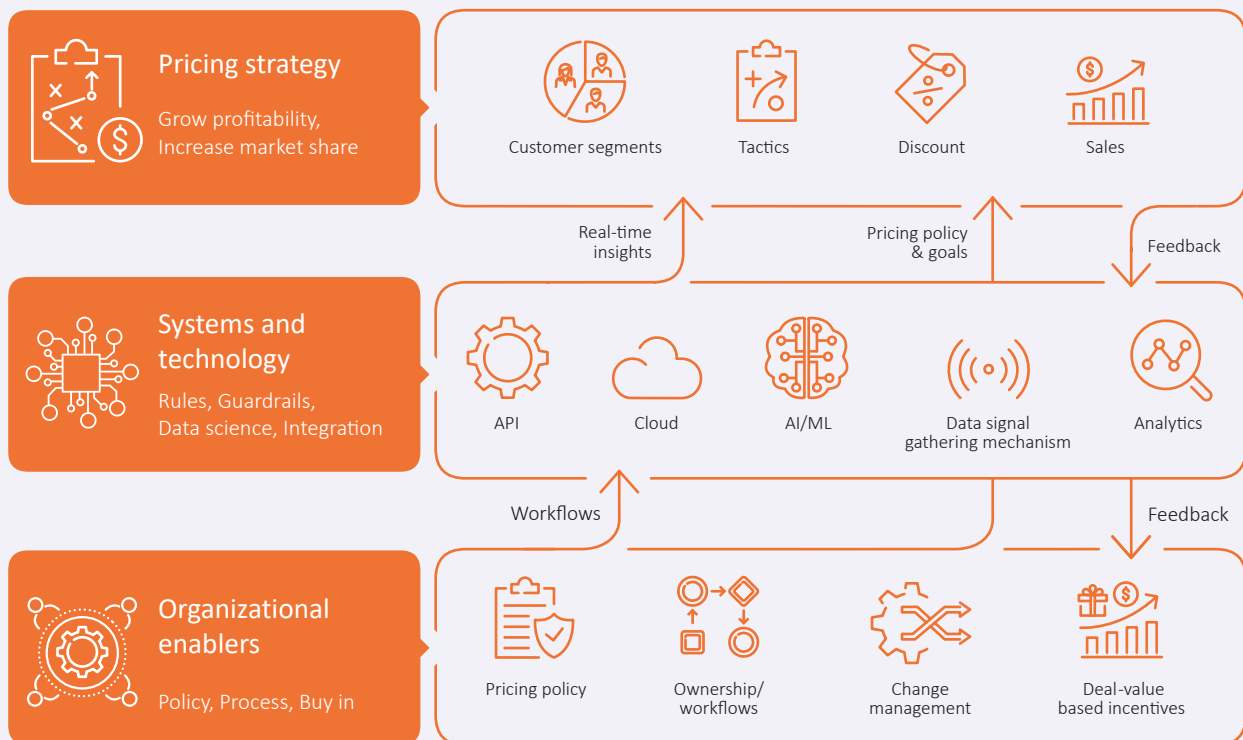 Pricing strategy
Grow profitability,
Increase market share
Customer segments
Tactics
Discount
Sales
Real-time
insights
Pricing policy
& goals
Feedback
Systems and
technology
Rules, Guardrails,
Data science, Integration
API
Cloud
AI/ML
Data signal
gathering mechanism
Analytics
Workflows
Feedback
Organizational
enablers
Policy, Process, Buy in
Pricing policy
Ownership/
workflows
Change
management
Deal-value
based incentives